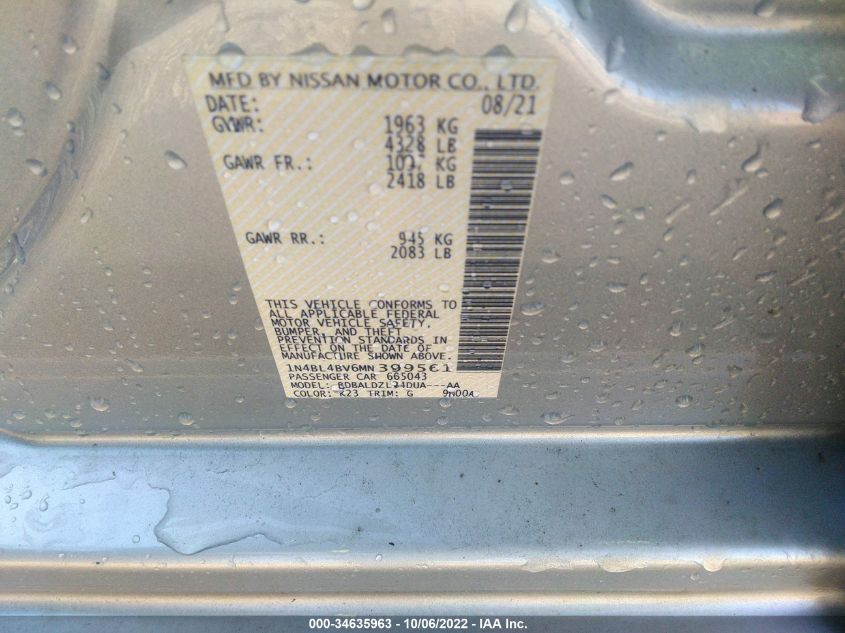 MFD BY NISSAN MOTOR CO., LTD.
DATE: 08/21
GVWR: 1963 KG
4328 LB
GAWR FR.: KG
2418 LB
GAWR RR.: 945 KG
2083 LB
THIS VEHICLE CONFORMS TO
ALL APPLICABLE FEDERAL
MOTOR VEHICLE SAFETY,
BUMPER, AND THEFT
PREVENTION STANDARDS IN
EFFECT ON THE DATE OF
MANUFACTURE SHOWN ABOVE.
1N4BL4BV6MN
PASSENGER CAR 665043
MODEL:
COLOR: K23 TRIM: G
000-34635963 - 10/06/2022 - IAA Inc.